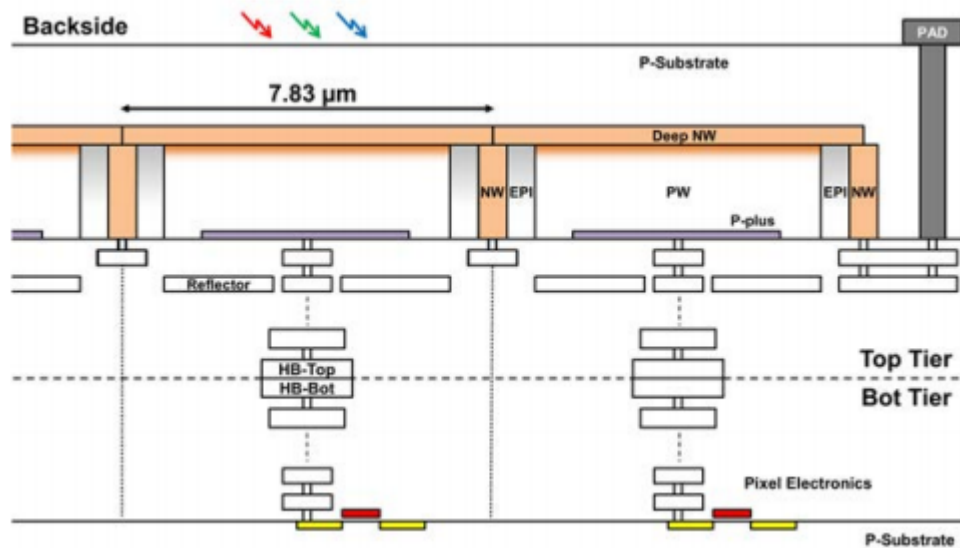 Backside
PAD
P-Substrate
7.83 µm
Deep NW
NW
EPI
PW
EPI
NW
P-plus
Reflector
HB-Top
HB-Bot
Top Tier
Bot Tier
Pixel Electronics
P-Substrate